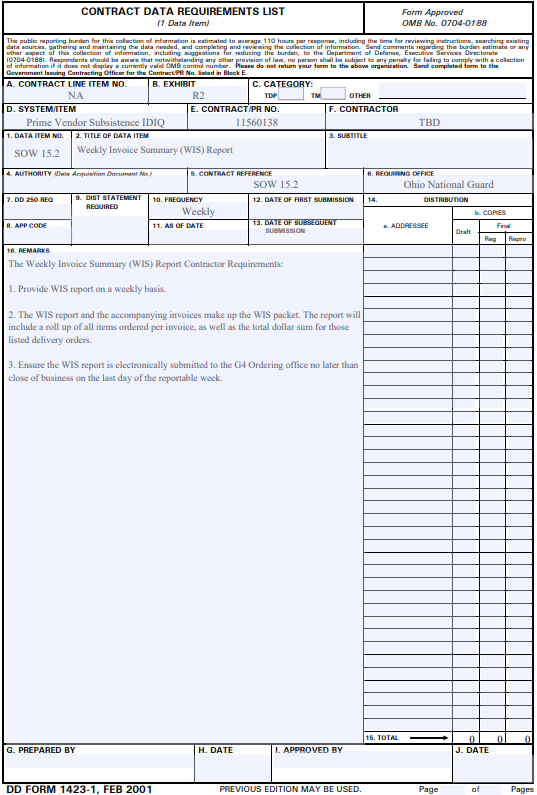 CONTRACT DATA REQUIREMENTS LIST
(1 Data Item)
Form Approved
OMB No. 0704-0188
The public reporting burden for this collection of information is estimated to average 110 hours per response, including the time for reviewing instructions, searching existing
data sources, gathering and maintaining the data needed, and completing and reviewing the collection of information. Send comments regarding this burden estimate or any
other aspect of this collection of information, including suggestions for reducing the burden, to the Department of Defense, Executive Services Directorate
(0704-0188). Respondents should be aware that notwithstanding any other provision of law, no person shall be subject to any penalty for failing to comply with a collection
of information if it does not display a currently valid OMB control number. Please do not return your form to the above organization. Send completed form to the
Government Issuing Contracting Officer for the Contract/PR No. listed in Block E.
A. CONTRACT LINE ITEM NO.
NA
B. EXHIBIT
R2
C. CATEGORY:
TDP TM OTHER
D. SYSTEM/ITEM
Prime Vendor Subsistence IDIQ
E. CONTRACT/PR NO.
11560138
F. CONTRACTOR
TBD
1. DATA ITEM NO.
SOW 15.2
2. TITLE OF DATA ITEM
Weekly Invoice Summary (WIS) Report
3. SUBTITLE
4. AUTHORITY (Data Acquisition Document No.)
5. CONTRACT REFERENCE
SOW 15.2
6. REQUIRING OFFICE
Ohio National Guard
7. DD 250 REQ
9. DIST STATEMENT
REQUIRED
10. FREQUENCY
Weekly
12. DATE OF FIRST SUBMISSION
14. DISTRIBUTION
8. APP CODE
11. AS OF DATE
13. DATE OF SUBSEQUENT
SUBMISSION
a. ADDRESSEE
b. COPIES
Draft
Final
Reg Repro
16. REMARKS
The Weekly Invoice Summary (WIS) Report Contractor Requirements:
1. Provide WIS report on a weekly basis.
2. The WIS report and the accompanying invoices make up the WIS packet. The report will
include a roll up of all items ordered per invoice, as well as the total dollar sum for those
listed delivery orders.
3. Ensure the WIS report is electronically submitted to the G4 Ordering office no later than
close of business on the last day of the reportable week.
15. TOTAL 0 0 0
G. PREPARED BY
H. DATE
I. APPROVED BY
J. DATE
DD FORM 1423-1, FEB 2001
PREVIOUS EDITION MAY BE USED.
Page of Pages